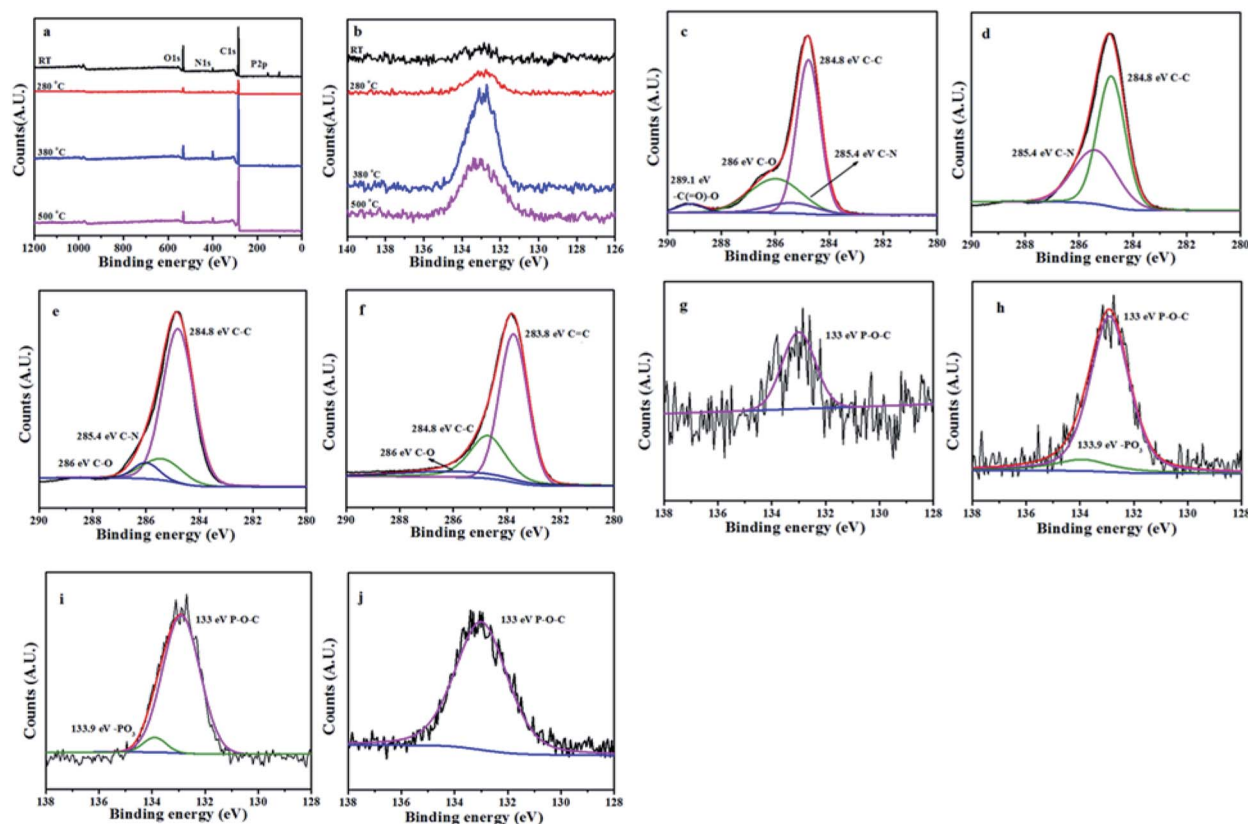 a
Counts(A.U.)
C1s
O1s
N1s
P2p
RT
280 °C
380 °C
500 °C
1200 1000 800 600 400 200 0
Binding energy (eV)
b
Counts(A.U.)
RT
280 °C
380 °C
500 °C
140 138 136 134 132 130 128 126
Binding energy (eV)
c
Counts (A.U.)
284.8 eV C-C
286 eV C-O
285.4 eV C-N
289.1 eV
-C(=O)-O
290 288 286 284 282 280
Binding energy (eV)
d
Counts (A.U.)
284.8 eV C-C
285.4 eV C-N
290 288 286 284 282 280
Binding energy (eV)
e
Counts (A.U.)
284.8 eV C-C
285.4 eV C-N
286 eV C-O
290 288 286 284 282 280
Binding energy (eV)
f
Counts (A.U.)
283.8 eV C=C
284.8 eV C-C
286 eV C-O
290 288 286 284 282 280
Binding energy (eV)
g
Counts (A.U.)
133 eV P-O-C
138 136 134 132 130 128
Binding energy (eV)
h
Counts (A.U.)
133 eV P-O-C
133.9 eV -PO3
138 136 134 132 130 128
Binding energy (eV)
i
Counts (A.U.)
133 eV P-O-C
133.9 eV -PO3
138 136 134 132 130 128
Binding energy (eV)
j
Counts (A.U.)
133 eV P-O-C
138 136 134 132 130 128
Binding energy (eV)